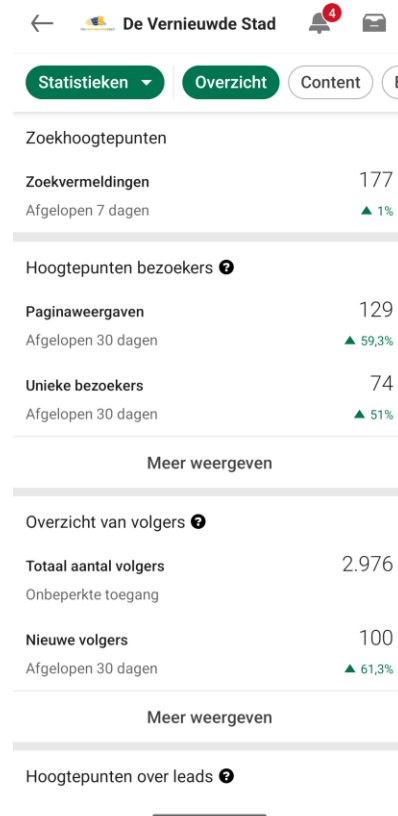 De Vernieuwde Stad
4
Statistieken
Overzicht
Content
Zoekhoogtepunten
Zoekvermeldingen 177
Afgelopen 7 dagen ▲ 1%
Hoogtepunten bezoekers ?
Paginaweergaven 129
Afgelopen 30 dagen ▲ 59,3%
Unieke bezoekers 74
Afgelopen 30 dagen ▲ 51%
Meer weergeven
Overzicht van volgers ?
Totaal aantal volgers 2.976
Onbeperkte toegang
Nieuwe volgers 100
Afgelopen 30 dagen ▲ 61,3%
Meer weergeven
Hoogtepunten over leads ?